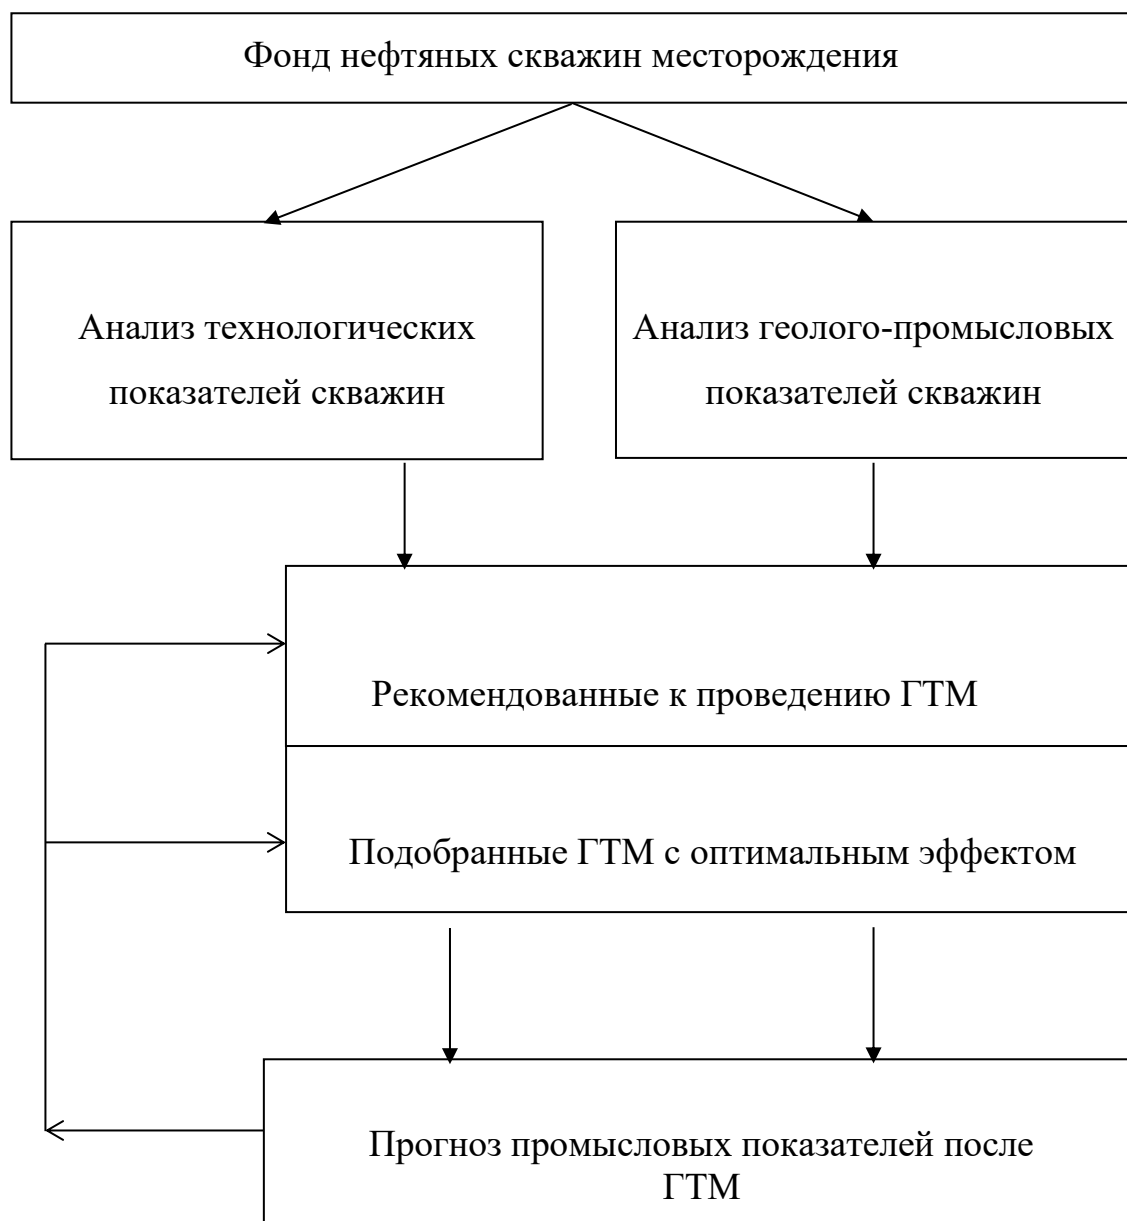 Фонд нефтяных скважин месторождения
Анализ технологических
показателей скважин
Анализ геолого-промысловых
показателей скважин
Рекомендованные к проведению ГТМ
Подобранные ГТМ с оптимальным эффектом
Прогноз промысловых показателей после
ГТМ